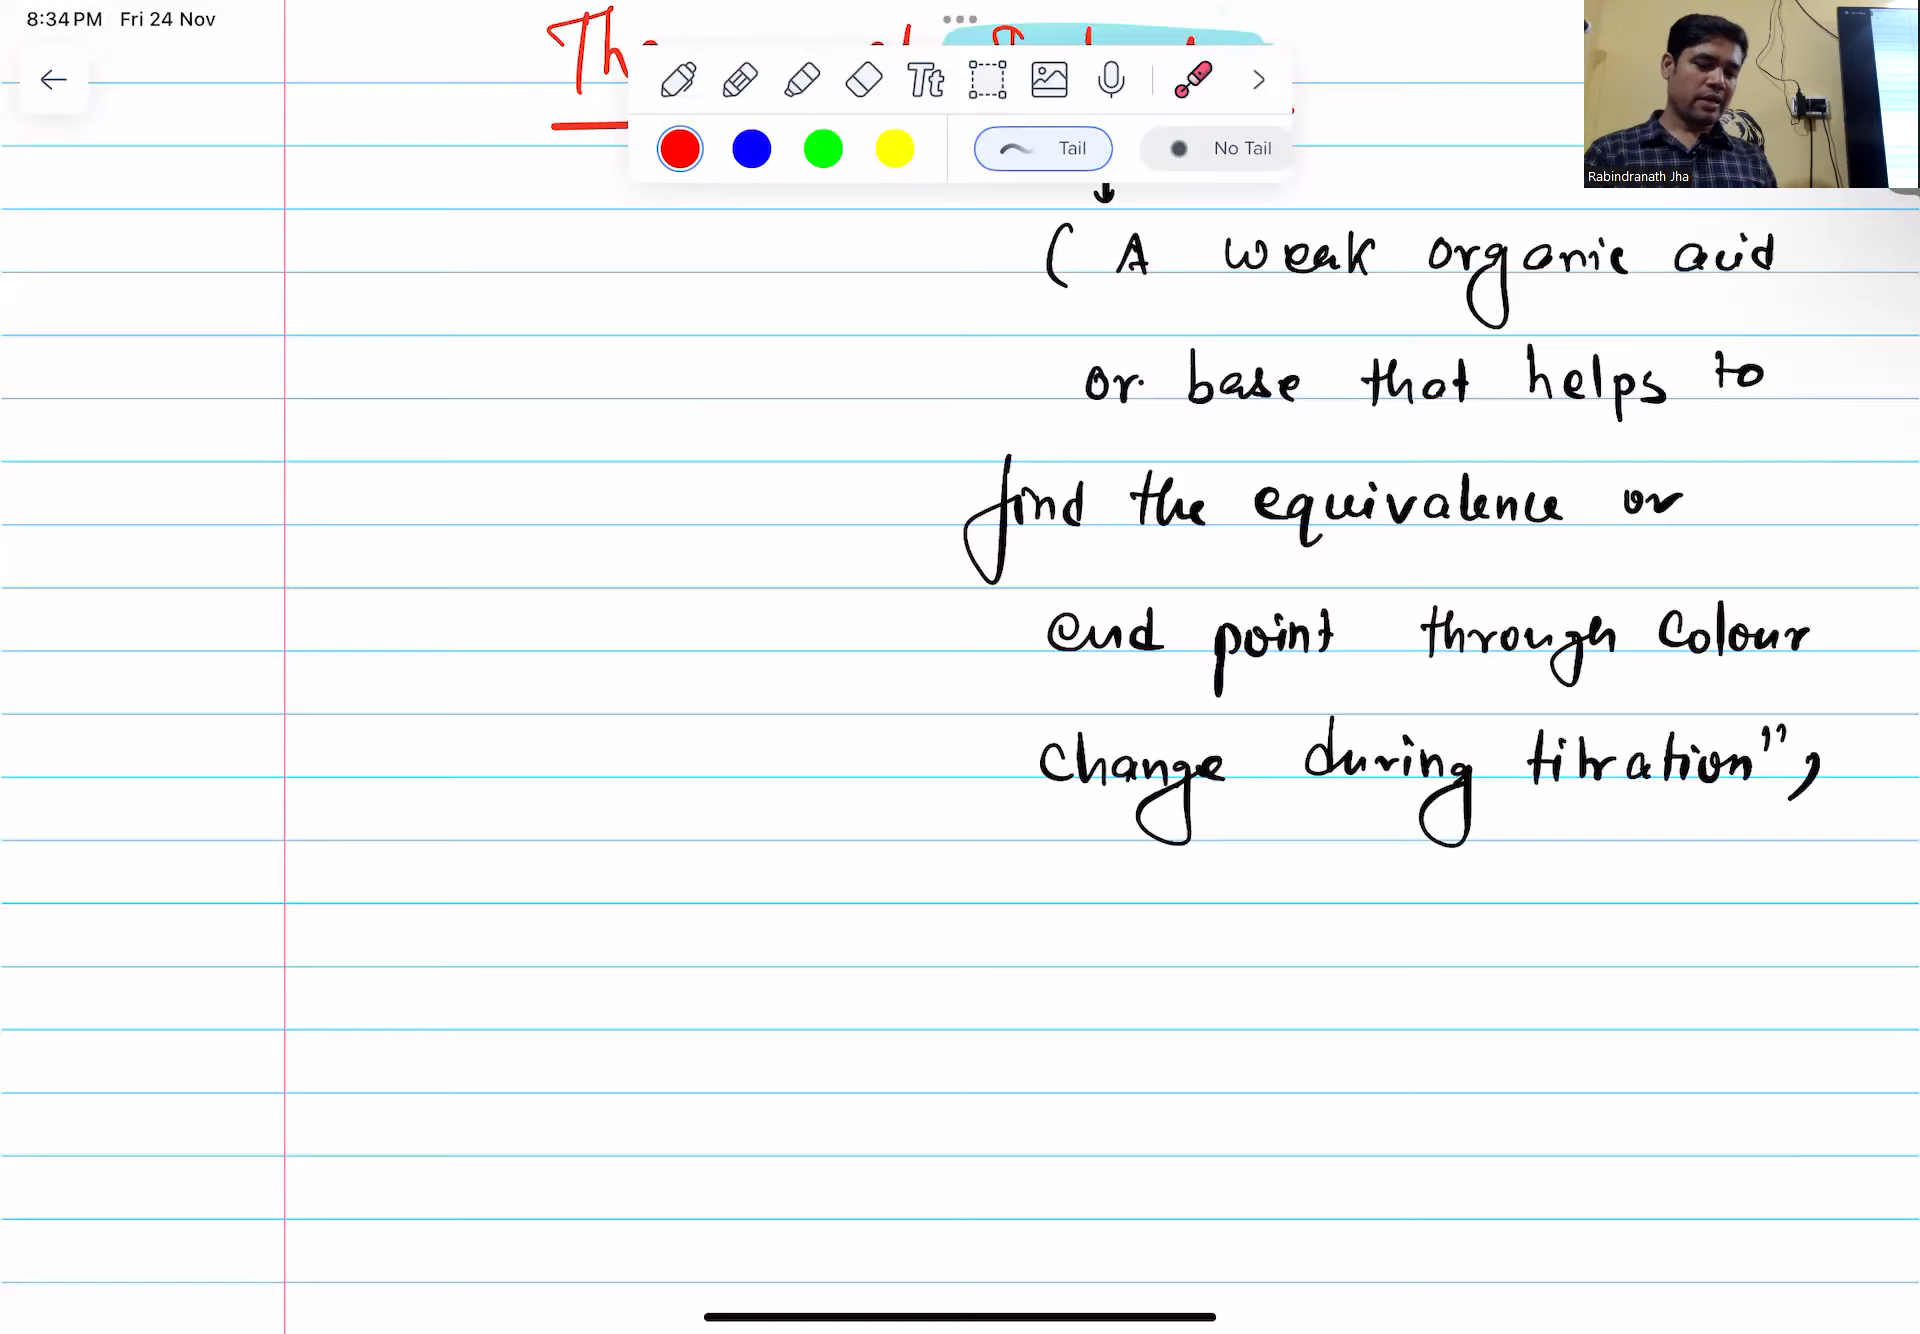 8:34 PM Fri 24 Nov
Tt
Tail
No Tail
Rabindranath Jha
( A weak organic acid
or base that helps to
find the equivalence or
end point through colour
change during titration",